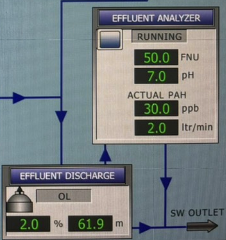 EFFLUENT ANALYZER
RUNNING
50.0 FNU
7.0 pH
ACTUAL PAH
30.0 ppb
2.0 ltr/min
EFFLUENT DISCHARGE
OL
2.0 % 61.9 m
SW OUTLET